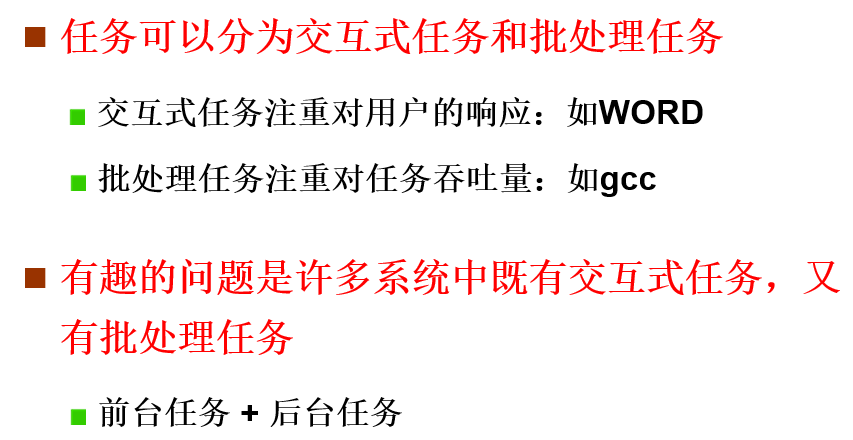 任务可以分为交互式任务和批处理任务
交互式任务注重对用户的响应：如WORD
批处理任务注重对任务吞吐量：如gcc
有趣的问题是许多系统中既有交互式任务，又
有批处理任务
前台任务 + 后台任务